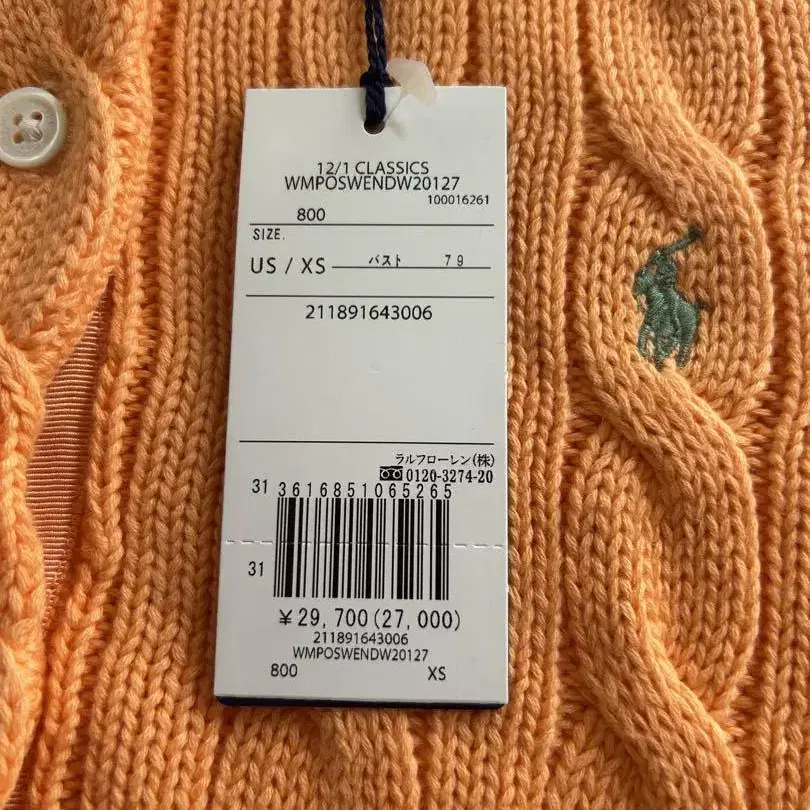 12/1 CLASSICS
WMPOSWENDW20127
100016261
800
SIZE.
US / XS バスト 79
211891643006
ラルフローレン(株)
0120-3274-20
31 3616851065265
31
¥29,700(27,000)
211891643006
WMPOSWENDW20127
800 XS